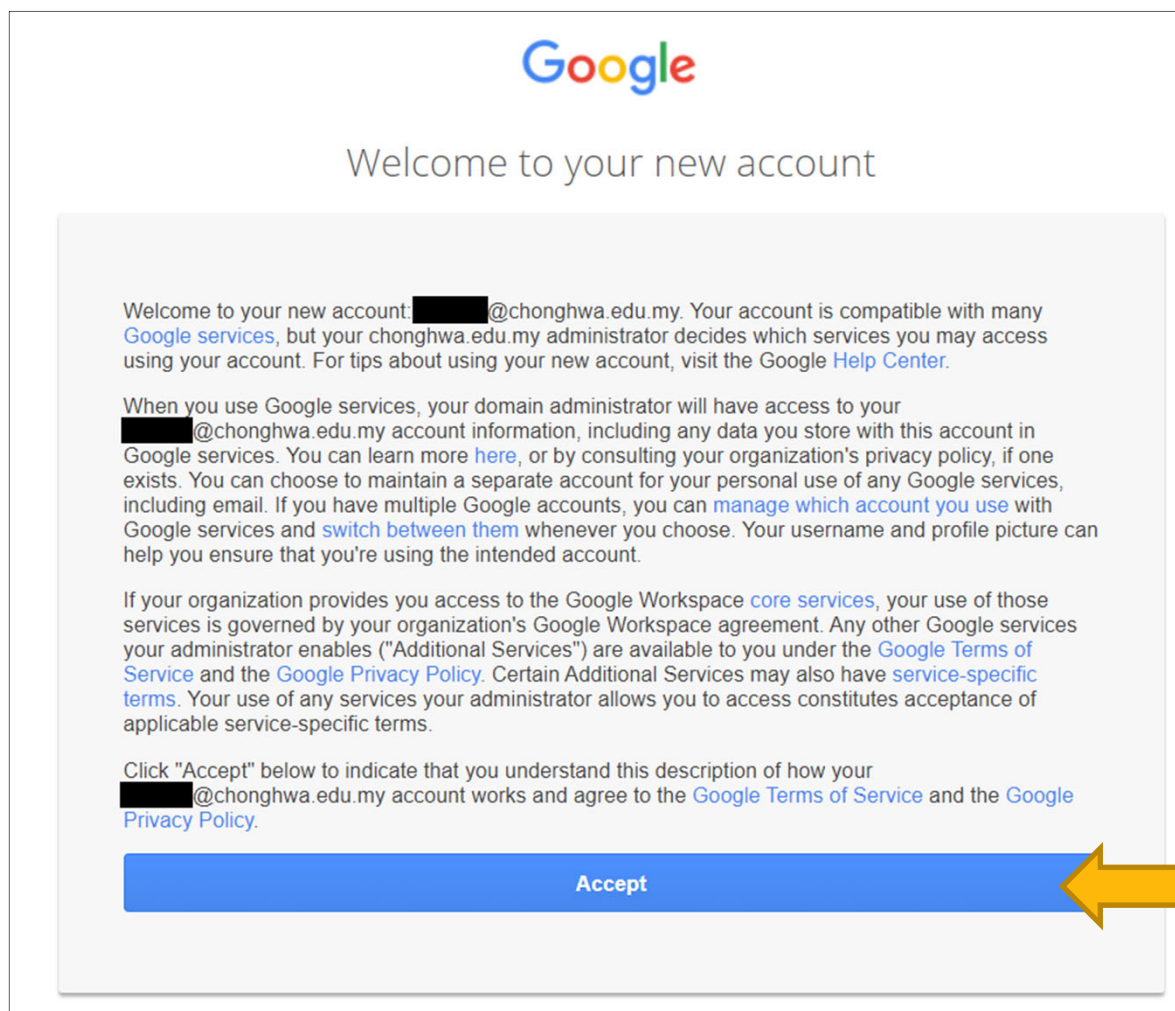 Google
Welcome to your new account
Welcome to your new account: @chonghwa.edu.my. Your account is compatible with many
Google services, but your chonghwa.edu.my administrator decides which services you may access
using your account. For tips about using your new account, visit the Google Help Center.
When you use Google services, your domain administrator will have access to your
@chonghwa.edu.my account information, including any data you store with this account in
Google services. You can learn more here, or by consulting your organization's privacy policy, if one
exists. You can choose to maintain a separate account for your personal use of any Google services,
including email. If you have multiple Google accounts, you can manage which account you use with
Google services and switch between them whenever you choose. Your username and profile picture can
help you ensure that you're using the intended account.
If your organization provides you access to the Google Workspace core services, your use of those
services is governed by your organization's Google Workspace agreement. Any other Google services
your administrator enables ("Additional Services") are available to you under the Google Terms of
Service and the Google Privacy Policy. Certain Additional Services may also have service-specific
terms. Your use of any services your administrator allows you to access constitutes acceptance of
applicable service-specific terms.
Click "Accept" below to indicate that you understand this description of how your
@chonghwa.edu.my account works and agree to the Google Terms of Service and the Google
Privacy Policy.
Accept